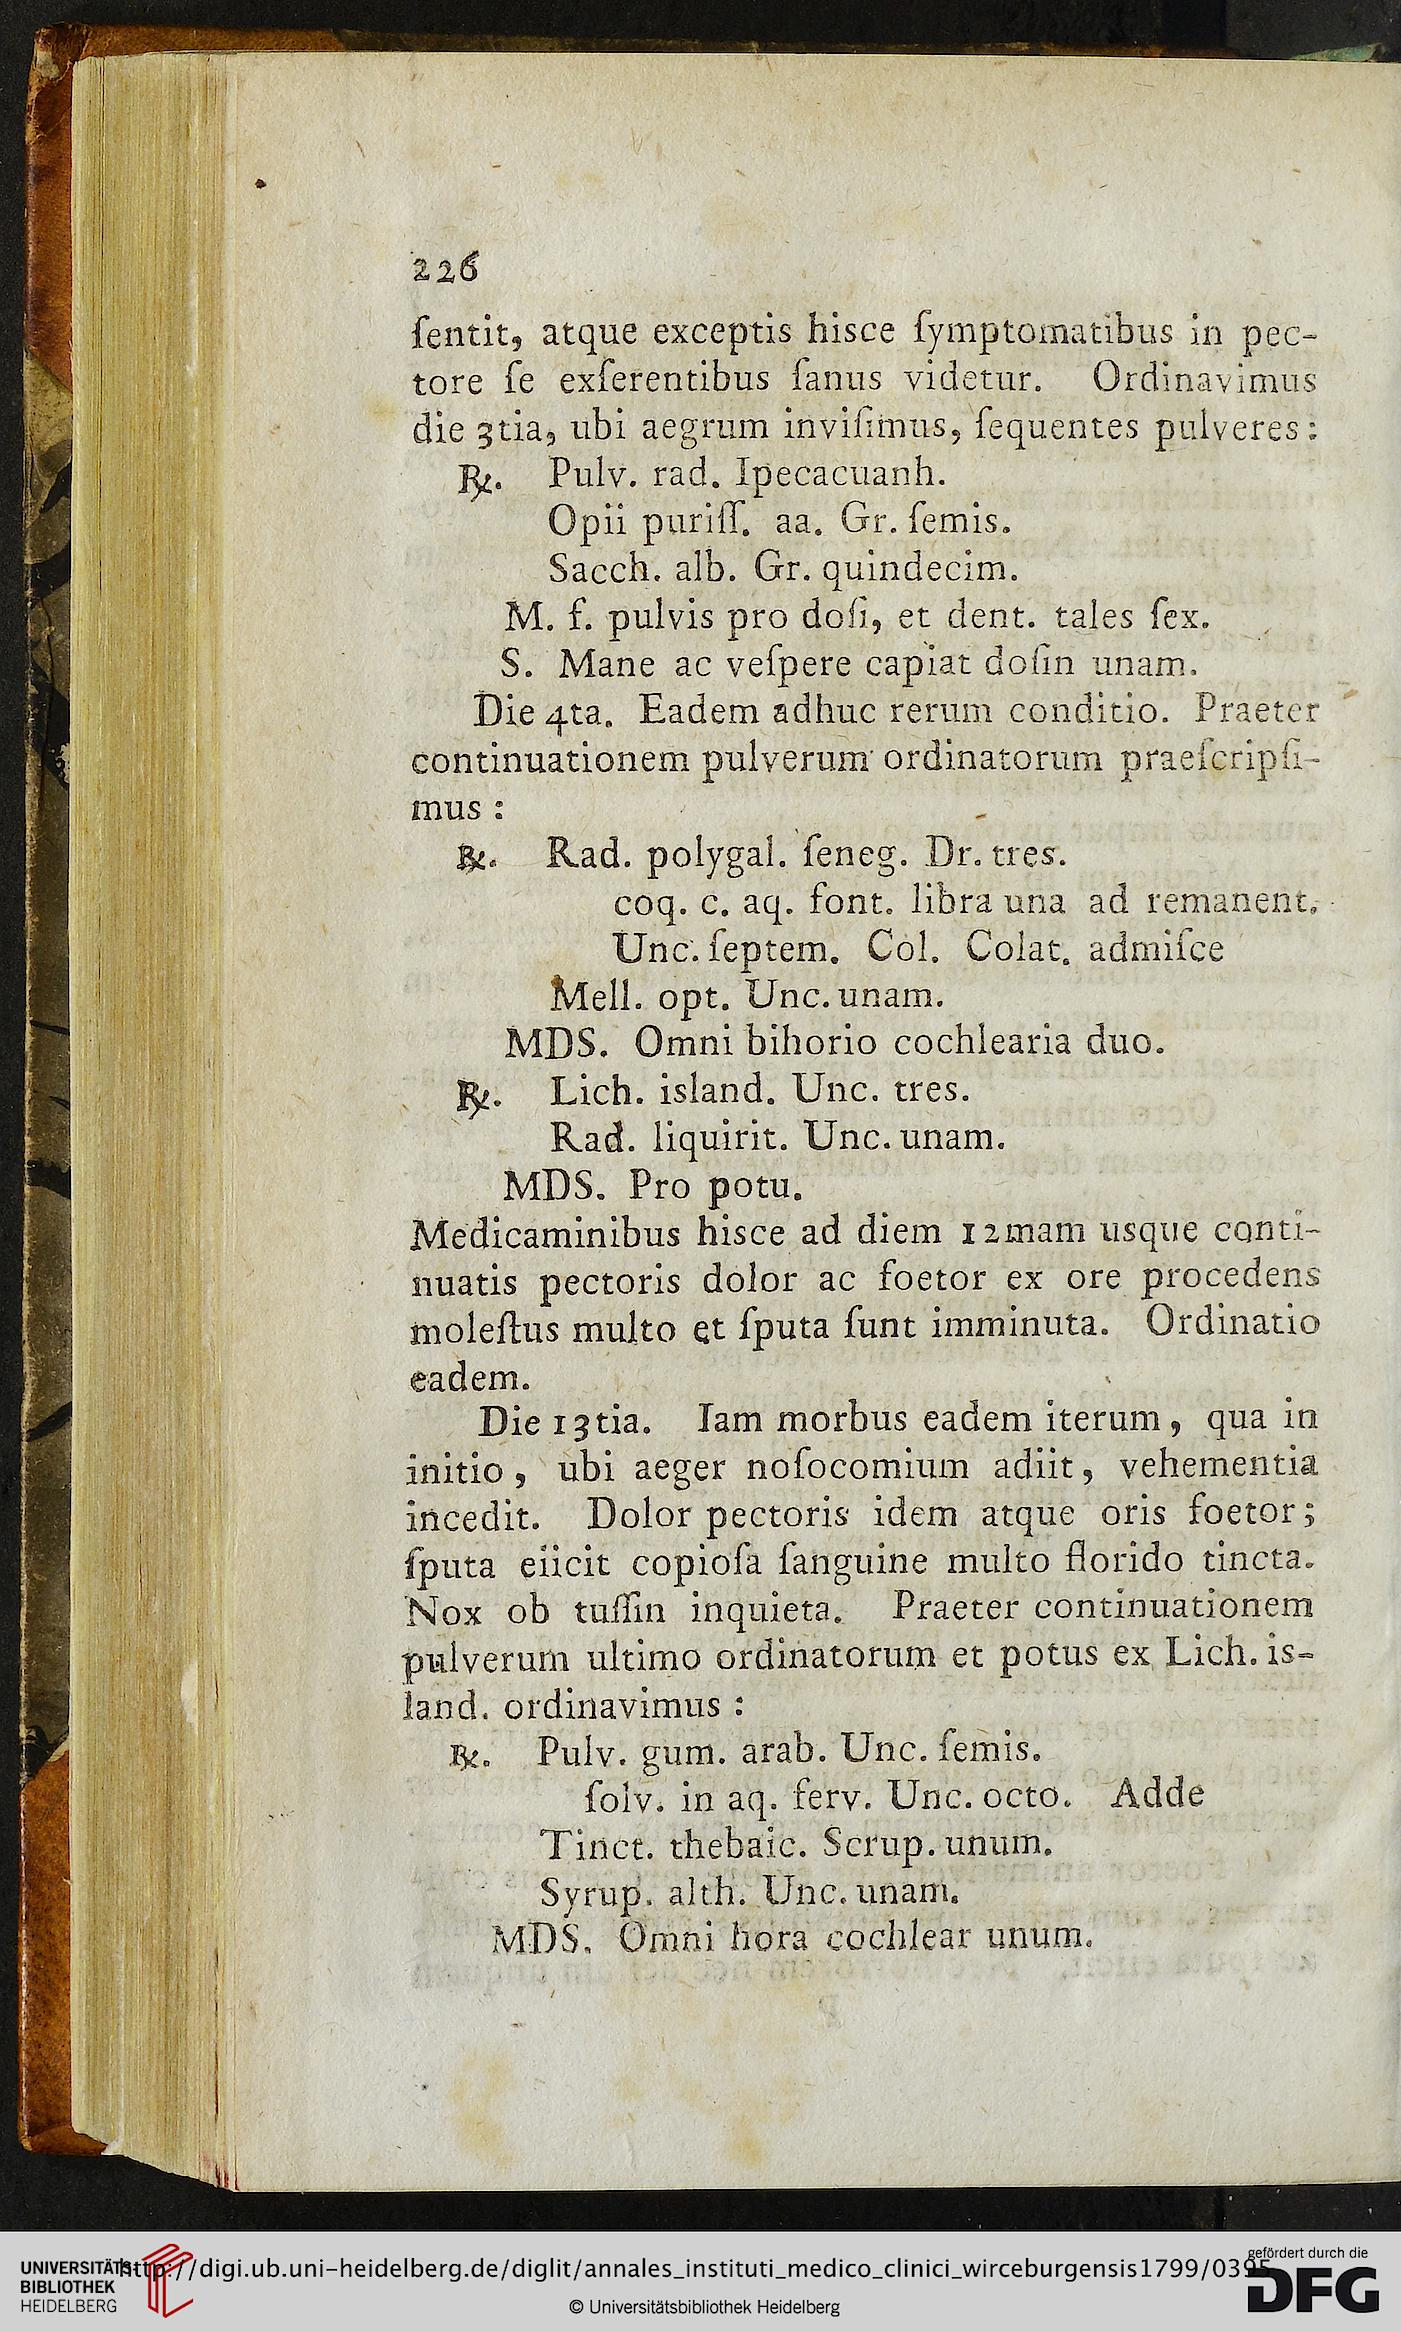 226
ſentit, atque exceptis hisce ſymptomatibus in pec-
tore ſe exſerentibus ſanus videtur. Ordinavimus
die 3tia, ubi aegrum inviſimus, ſequentes pulveres:
℞. Pulv. rad. Ipecacuanh.
Opii puriſſ. aa. Gr. ſemis.
Sacch. alb. Gr. quindecim.
M. f. pulvis pro doſi, et dent. tales ſex.
S. Mane ac veſpere capiat doſin unam.
Die 4ta. Eadem adhuc rerum conditio. Praeter
continuationem pulverum ordinatorum praeſcripſi-
mus :
℞. Rad. polygal. ſeneg. Dr. tres.
coq. c. aq. font. libra una ad remanent.
Unc. ſeptem. Col. Colat. admiſce
Mell. opt. Unc. unam.
MDS. Omni bihorio cochlearia duo.
℞. Lich. island. Unc. tres.
Rad. liquirit. Unc. unam.
MDS. Pro potu.
Medicaminibus hisce ad diem 12mam usque conti-
nuatis pectoris dolor ac foetor ex ore procedens
moleſtus multo et ſputa ſunt imminuta. Ordinatio
eadem.
Die 13tia. Iam morbus eadem iterum, qua in
initio, ubi aeger noſocomium adiit, vehementia
incedit. Dolor pectoris idem atque oris foetor;
ſputa eiicit copioſa ſanguine multo florido tincta.
Nox ob tuſſin inquieta. Praeter continuationem
pulverum ultimo ordinatorum et potus ex Lich. is-
land. ordinavimus :
℞. Pulv. gum. arab. Unc. ſemis.
ſolv. in aq. ferv. Unc. octo. Adde
Tinct. thebaic. Scrup. unum.
Syrup. alth. Unc. unam.
MDS. Omni hora cochlear unum.
UNIVERSITÄTS-
BIBLIOTHEK
HEIDELBERG
http://digi.ub.uni-heidelberg.de/diglit/annales_instituti_medico_clinici_wirceburgensis1799/0395
© Universitätsbibliothek Heidelberg
gefördert durch die
DFG